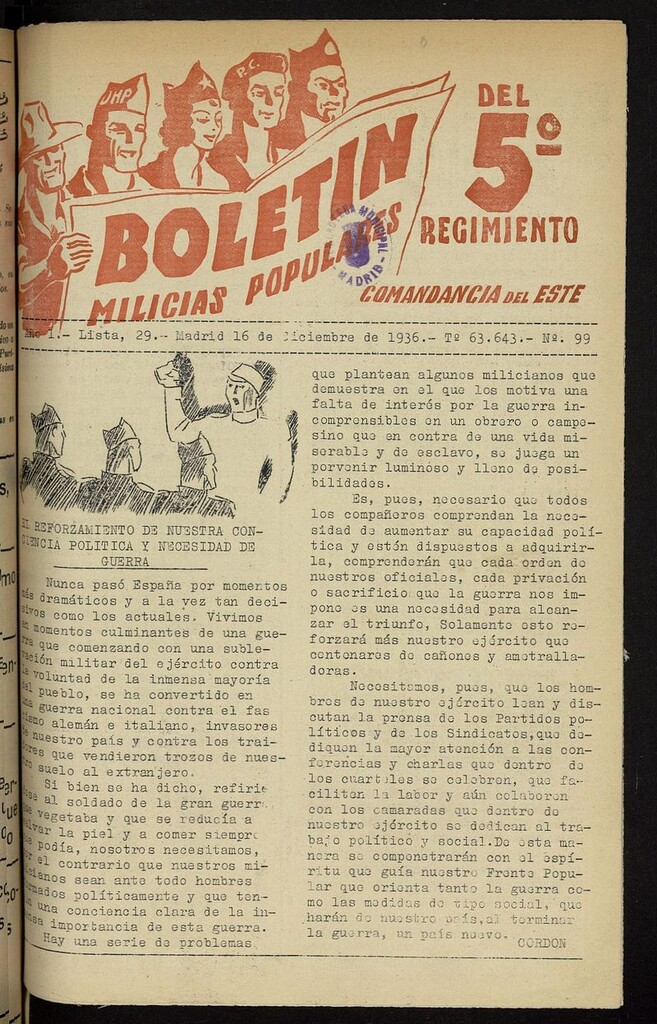 UHP
P.C.
BOLETIN
MILICIAS POPULARES
DEL
5º
REGIMIENTO
COMANDANCIA DEL ESTE
MUNICIPAL
MADRID
Año I.- Lista, 29.- Madrid 16 de Diciembre de 1936.- Tº 63.643.- Nº. 99
El REFORZAMIENTO DE NUESTRA CON-
CIENCIA POLITICA Y NECESIDAD DE
GUERRA
Nunca pasó España por momentos
más dramáticos y a la vez tan deci-
sivos como los actuales. Vivimos
en momentos culminantes de una gue-
rra que comenzando con una suble-
vación militar del ejército contra
la voluntad de la inmensa mayoría
del pueblo, se ha convertido en
una guerra nacional contra el fas
cismo alemán e italiano, invasores
de nuestro país y contra los trai-
dores que vendieron trozos de nues-
tro suelo al extranjero.
Si bien se ha dicho, refirién
dose al soldado de la gran guerra
que vegetaba y que se reducía a
salvar la piel y a comer siempre
que podía, nosotros necesitamos,
por el contrario que nuestros mi-
licianos sean ante todo hombres
formados políticamente y que ten-
gan una conciencia clara de la in-
mensa importancia de esta guerra.
Hay una serie de problemas
que plantean algunos milicianos que
demuestra en el que los motiva una
falta de interés por la guerra in-
comprensibles en un obrero o campe-
sino que en contra de una vida mi-
serable y de esclavo, se juega un
porvenir luminoso y lleno de posi-
bilidades.
Es, pues, necesario que todos
los compañeros comprendan la nece-
sidad de aumentar su capacidad polí-
tica y estén dispuestos a adquirir-
la, comprenderán que cada orden de
nuestros oficiales, cada privación
o sacrificio que la guerra nos im-
pone es una necesidad para alcan-
zar el triunfo, Solamente esto re-
forzará más nuestro ejército que
centenares de cañones y ametralla-
doras.
Necesitamos, pues, que los hom-
bres de nuestro ejército lean y dis-
cutan la prensa de los Partidos po-
líticos y de los Sindicatos,que de-
diquen la mayor atención a las con-
ferencias y charlas que dentro de
los cuarteles se celebren, que fa-
ciliten la labor y aún colaboren
con los camaradas que dentro de
nuestro ejército se dedican al tra-
bajo político y social.De esta ma-
nera se compenetrarán con el espí-
ritu que guía nuestro Frente Popu-
lar que orienta tanto la guerra co-
mo las medidas de tipo social, que
harán de nuestro país,al terminar
la guerra, un país nuevo.
CORDON